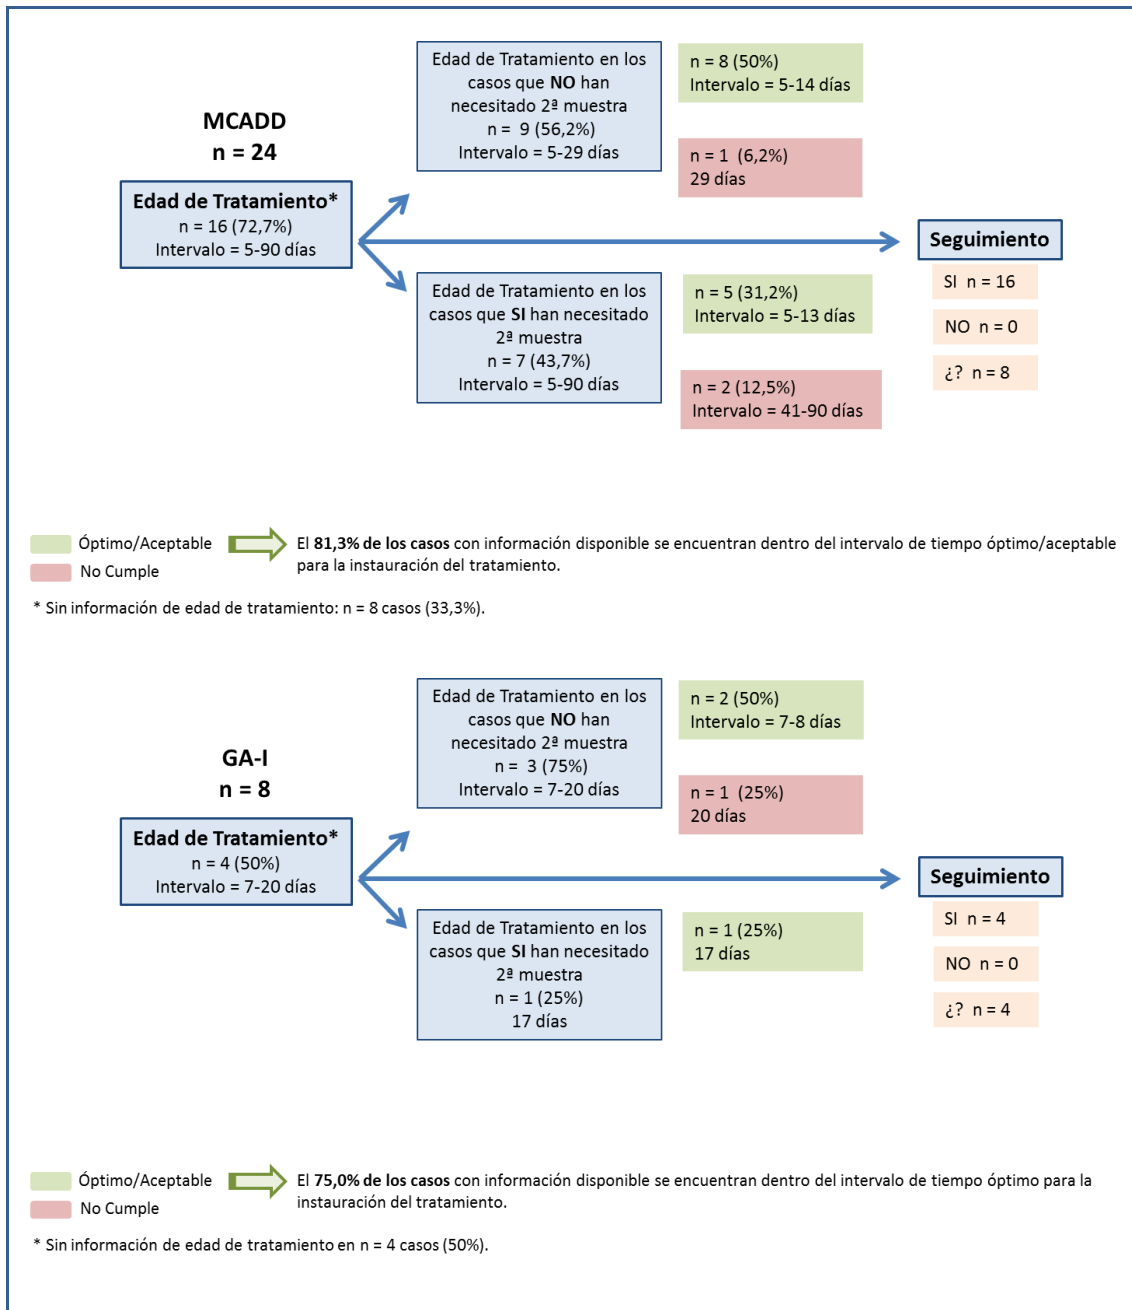 MCADD
n = 24
Edad de Tratamiento*
n = 16 (72,7%)
Intervalo = 5-90 días
Edad de Tratamiento en los
casos que NO han
necesitado 2ª muestra
n = 9 (56,2%)
Intervalo = 5-29 días
n = 8 (50%)
Intervalo = 5-14 días
n = 1 (6,2%)
29 días
Edad de Tratamiento en los
casos que SI han necesitado
2ª muestra
n = 7 (43,7%)
Intervalo = 5-90 días
n = 5 (31,2%)
Intervalo = 5-13 días
n = 2 (12,5%)
Intervalo = 41-90 días
Seguimiento
SI n = 16
NO n = 0
¿? n = 8
Óptimo/Aceptable
No Cumple
El 81,3% de los casos con información disponible se encuentran dentro del intervalo de tiempo óptimo/aceptable
para la instauración del tratamiento.
* Sin información de edad de tratamiento: n = 8 casos (33,3%).
GA-I
n = 8
Edad de Tratamiento*
n = 4 (50%)
Intervalo = 7-20 días
Edad de Tratamiento en los
casos que NO han
necesitado 2ª muestra
n = 3 (75%)
Intervalo = 7-20 días
n = 2 (50%)
Intervalo = 7-8 días
n = 1 (25%)
20 días
Edad de Tratamiento en los
casos que SI han necesitado
2ª muestra
n = 1 (25%)
17 días
n = 1 (25%)
17 días
Seguimiento
SI n = 4
NO n = 0
¿? n = 4
Óptimo/Aceptable
No Cumple
El 75,0% de los casos con información disponible se encuentran dentro del intervalo de tiempo óptimo para la
instauración del tratamiento.
* Sin información de edad de tratamiento en n = 4 casos (50%).